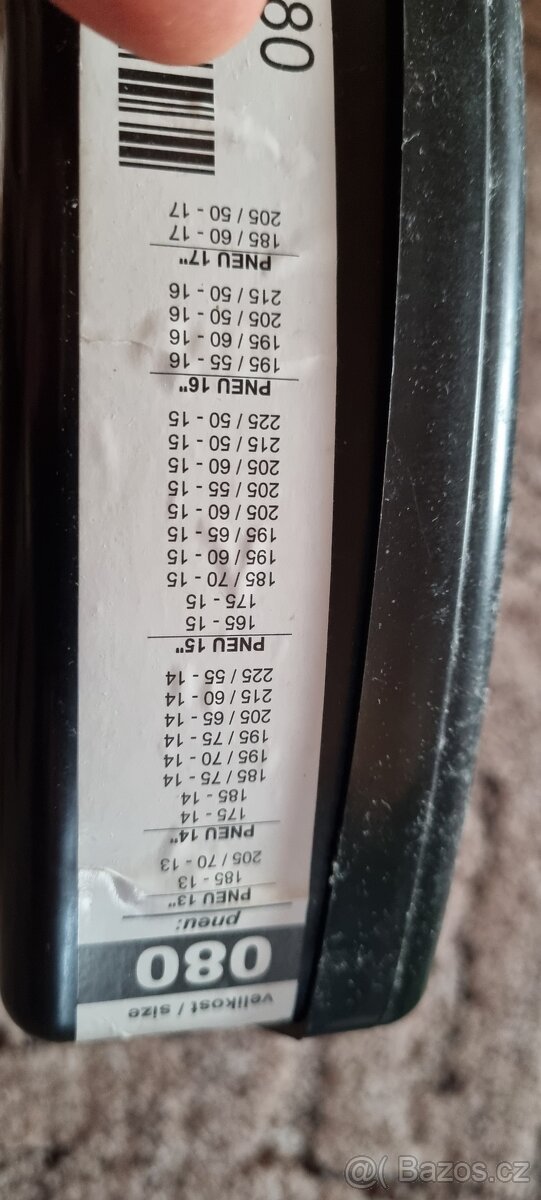 velikost / size
080
pneu:
PNEU 13"
185 - 13
205 / 70 - 13
PNEU 14"
175 - 14
185 - 14
185 / 75 - 14
195 / 70 - 14
195 / 75 - 14
205 / 65 - 14
215 / 60 - 14
225 / 55 - 14
PNEU 15"
165 - 15
175 - 15
185 / 70 - 15
195 / 60 - 15
195 / 65 - 15
205 / 60 - 15
205 / 55 - 15
205 / 60 - 15
215 / 50 - 15
225 / 50 - 15
PNEU 16"
195 / 55 - 16
195 / 60 - 16
205 / 50 - 16
215 / 50 - 16
PNEU 17"
185 / 60 - 17
205 / 50 - 17
80
Bazos.cz